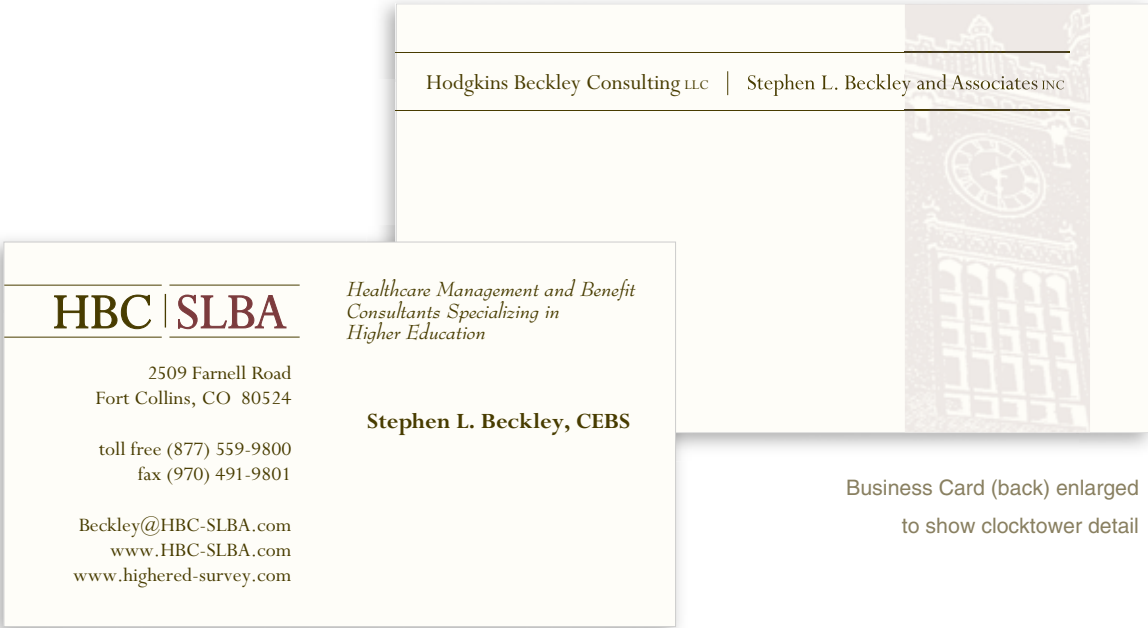 Hodgkins Beckley Consulting LLC | Stephen L. Beckley and Associates INC
HBC | SLBA
2509 Farnell Road
Fort Collins, CO  80524
toll free (877) 559-9800
fax (970) 491-9801
Beckley@HBC-SLBA.com
www.HBC-SLBA.com
www.highered-survey.com
Healthcare Management and Benefit
Consultants Specializing in
Higher Education
Stephen L. Beckley, CEBS
Business Card (back) enlarged
to show clocktower detail